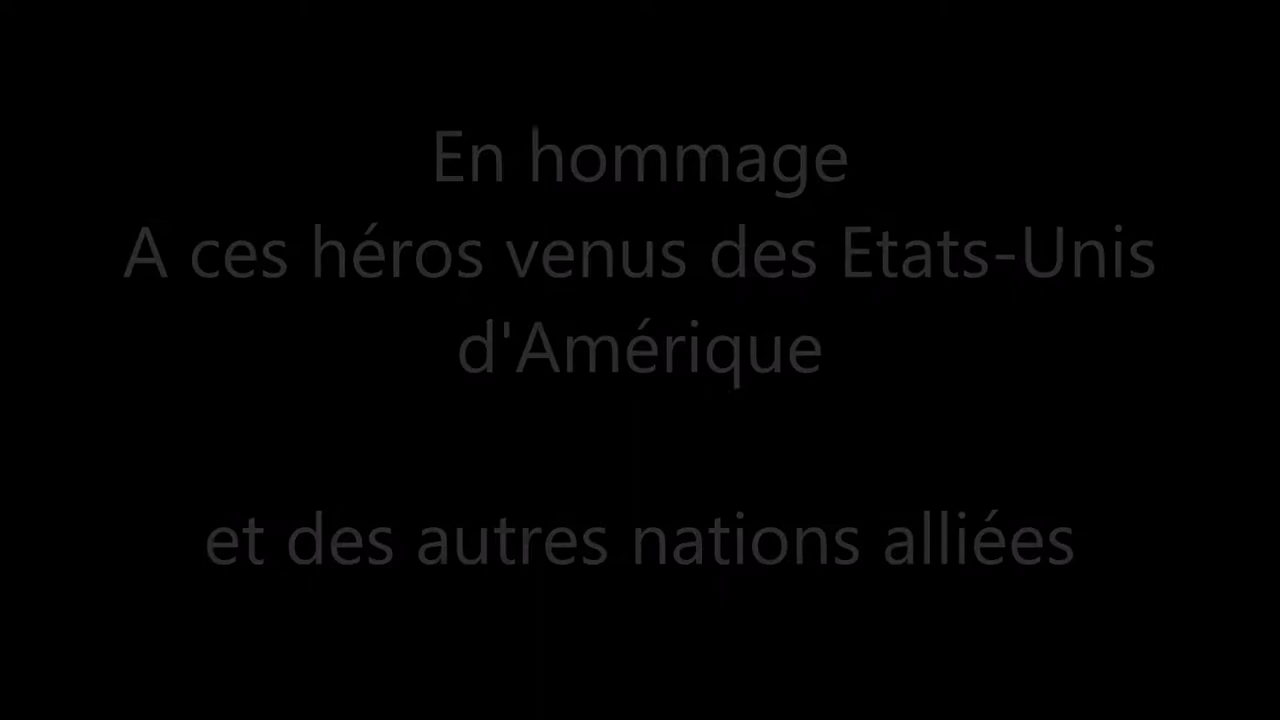 En hommage
A ces héros venus des Etats-Unis
d'Amérique
et des autres nations alliées